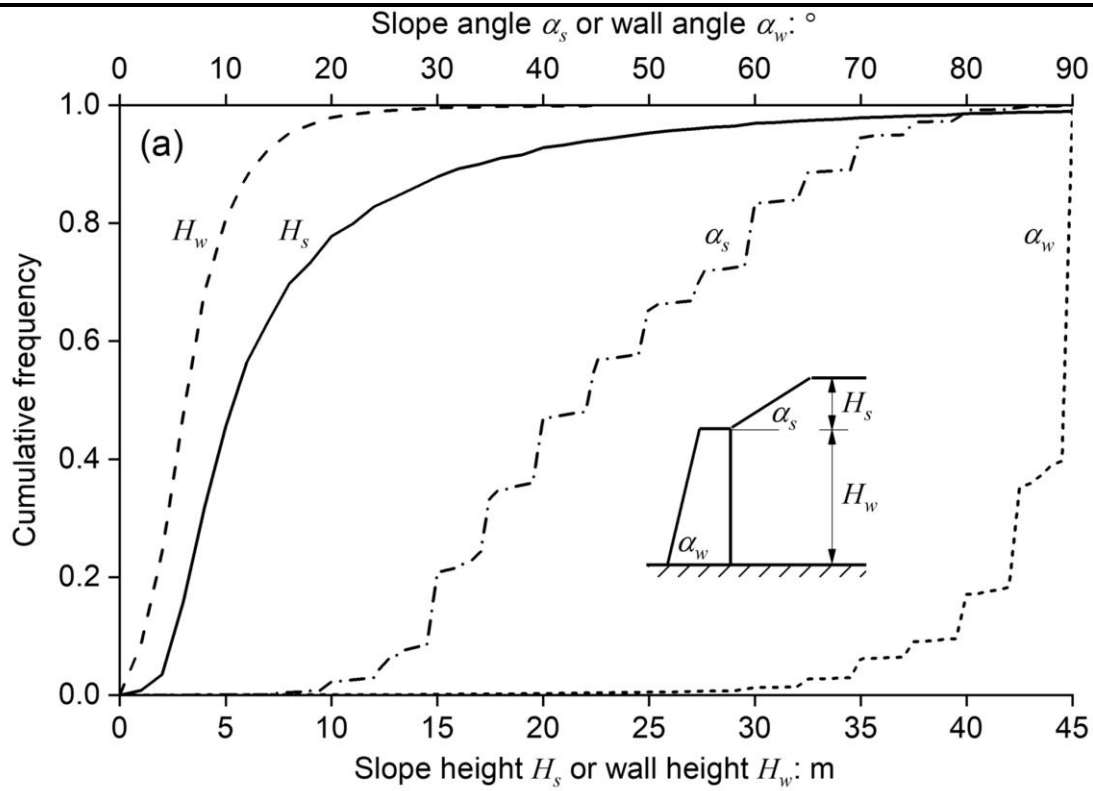 Slope angle αs or wall angle αw: °
0 10 20 30 40 50 60 70 80 90
1.0
(a)
0.8
Hw Hs αs αw
0.6
Cumulative frequency
αs Hs
0.4
Hw
αw
0.2
0.0
0 5 10 15 20 25 30 35 40 45
Slope height Hs or wall height Hw: m